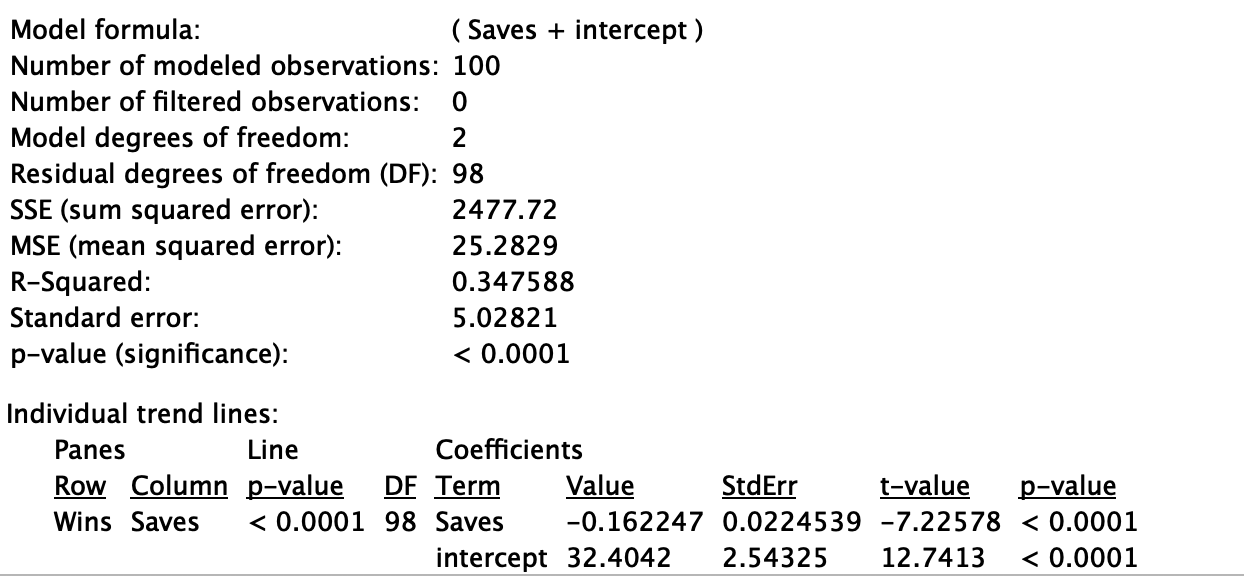 Model formula: ( Saves + intercept )
Number of modeled observations: 100
Number of filtered observations: 0
Model degrees of freedom: 2
Residual degrees of freedom (DF): 98
SSE (sum squared error): 2477.72
MSE (mean squared error): 25.2829
R-Squared: 0.347588
Standard error: 5.02821
p-value (significance): < 0.0001
Individual trend lines:
Panes Line Coefficients
Row Column p-value DF Term Value StdErr t-value p-value
Wins Saves < 0.0001 98 Saves -0.162247 0.0224539 -7.22578 < 0.0001
intercept 32.4042 2.54325 12.7413 < 0.0001